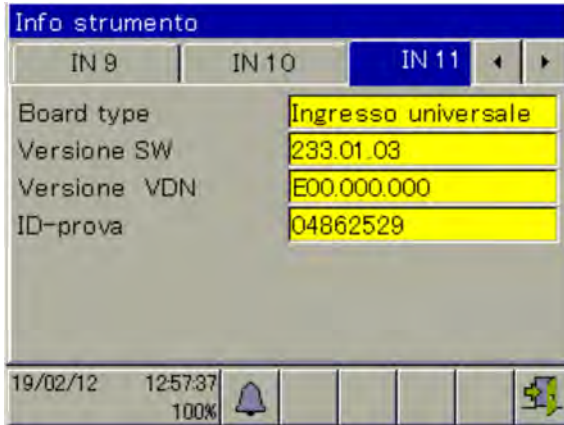 Info strumento
IN 9 IN 10 IN 11
Board type Ingresso universale
Versione SW 233.01.03
Versione VDN E00.000.000
ID-prova 04862529
19/02/12 12:57:37
100%